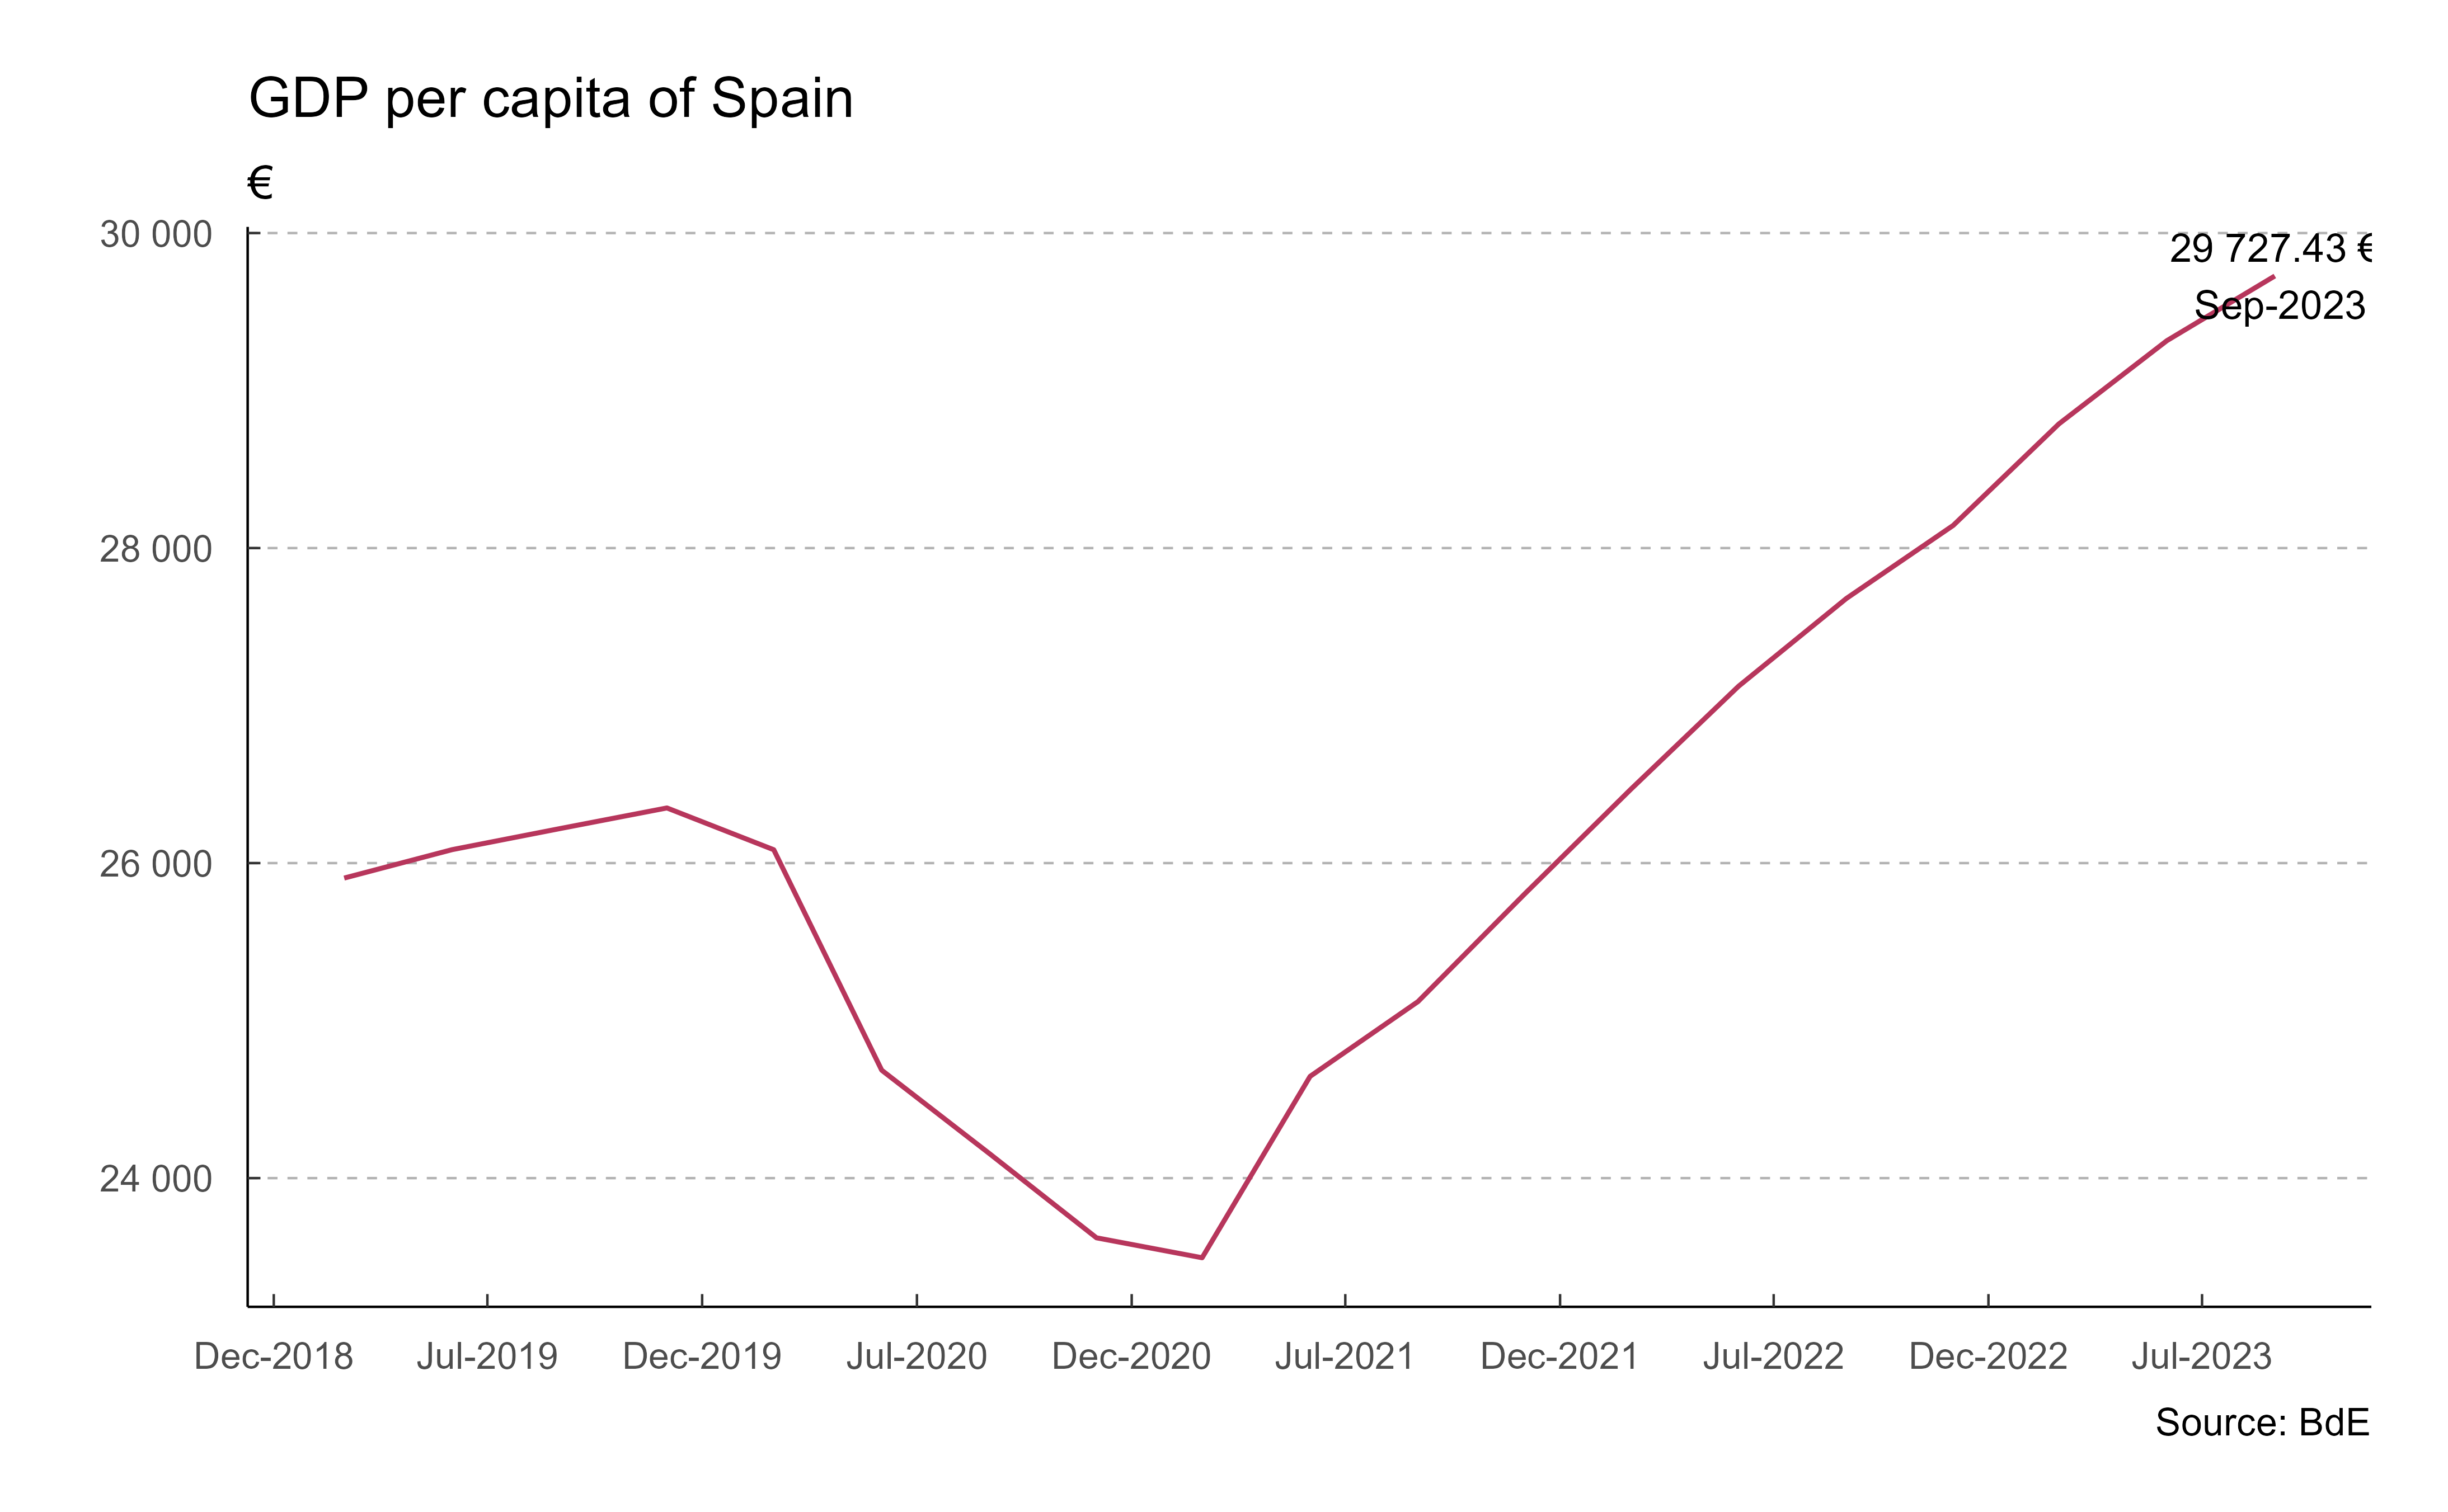 GDP per capita of Spain
€
30 000
29 727.43 €
Sep-2023
28 000
26 000
24 000
Dec-2018 Jul-2019 Dec-2019 Jul-2020 Dec-2020 Jul-2021 Dec-2021 Jul-2022 Dec-2022 Jul-2023
Source: BdE